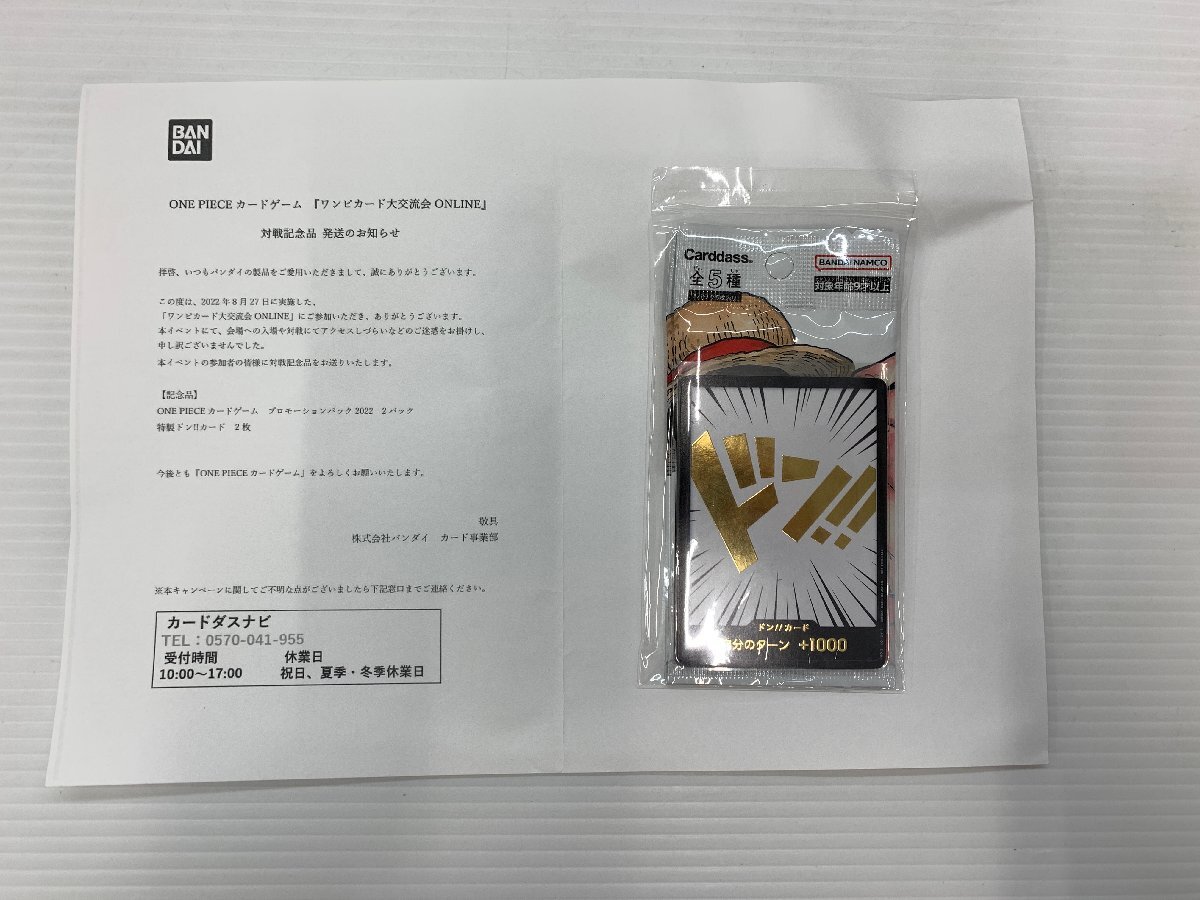 BAN
DAI
ONE PIECE カードゲーム 『ワンピカード大交流会 ONLINE』
対戦記念品 発送のお知らせ
拝啓、いつもバンダイの製品をご愛用いただきまして、誠にありがとうございます。
この度は、2022年8月27日に実施した、
「ワンピカード大交流会 ONLINE」にご参加いただき、ありがとうございます。
本イベントにて、会場への入場や対戦にてアクセスしづらいなどのご迷惑をお掛けし、
申し訳ございませんでした。
本イベントの参加者の皆様に対戦記念品をお送りいたします。
【記念品】
ONE PIECE カードゲーム プロモーションパック 2022 2パック
特製ドン!!カード 2枚
今後とも『ONE PIECE カードゲーム』をよろしくお願いいたします。
敬具
株式会社バンダイ カード事業部
※本キャンペーンに関してご不明な点がございましたら下記窓口までご連絡ください。
カードダスナビ
TEL:0570-041-955
受付時間 休業日
10:00～17:00 祝日、夏季・冬季休業日
Carddass
BANDAI NAMCO
全5種
対象年齢9才以上
ドン!!
ドン!!カード
分のターン +1000